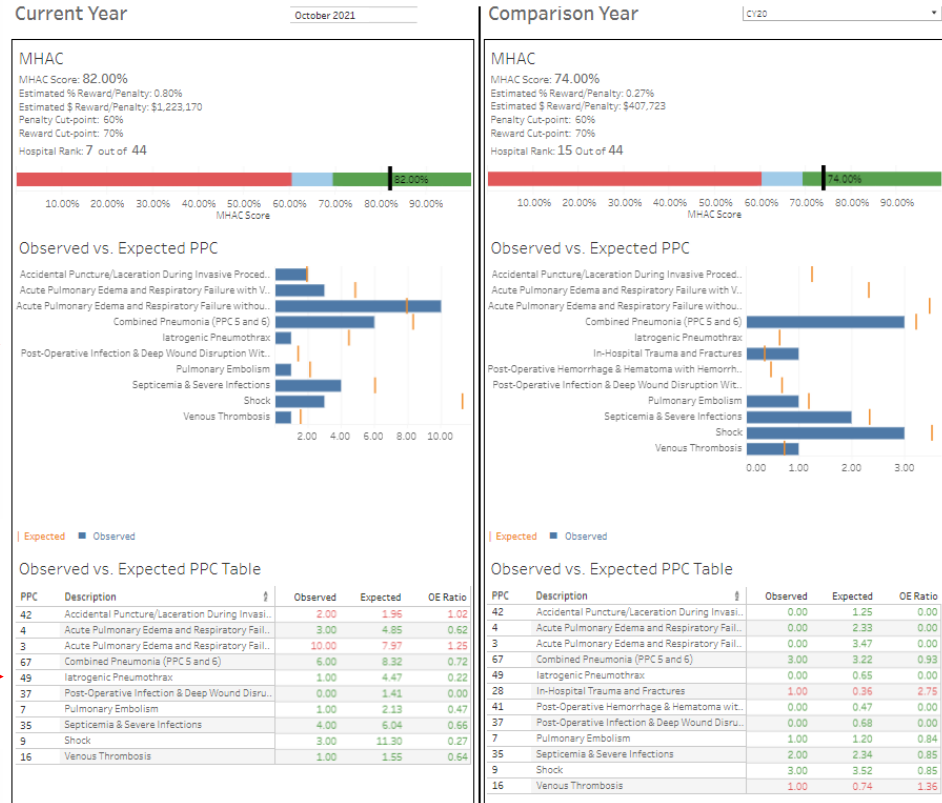 Current Year
October 2021
MHAC
MHAC Score: 82.00%
Estimated % Reward/Penalty: 0.80%
Estimated $ Reward/Penalty: $1,223,170
Penalty Cut-point: 60%
Reward Cut-point: 70%
Hospital Rank: 7 out of 44
82.00%
10.00% 20.00% 30.00% 40.00% 50.00% 60.00% 70.00% 80.00% 90.00%
MHAC Score
Observed vs. Expected PPC
Accidental Puncture/Laceration During Invasive Proced..
Acute Pulmonary Edema and Respiratory Failure with V..
Acute Pulmonary Edema and Respiratory Failure withou..
Combined Pneumonia (PPC 5 and 6)
Iatrogenic Pneumothrax
Post-Operative Infection & Deep Wound Disruption Wit..
Pulmonary Embolism
Septicemia & Severe Infections
Shock
Venous Thrombosis
2.00 4.00 6.00 8.00 10.00
Expected Observed
Observed vs. Expected PPC Table
PPC Description Observed Expected OE Ratio
42 Accidental Puncture/Laceration During Invasi.. 2.00 1.96 1.02
4 Acute Pulmonary Edema and Respiratory Fail.. 3.00 4.85 0.62
3 Acute Pulmonary Edema and Respiratory Fail.. 10.00 7.97 1.25
67 Combined Pneumonia (PPC 5 and 6) 6.00 8.32 0.72
49 Iatrogenic Pneumothrax 1.00 4.47 0.22
37 Post-Operative Infection & Deep Wound Disru.. 0.00 1.41 0.00
7 Pulmonary Embolism 1.00 2.13 0.47
35 Septicemia & Severe Infections 4.00 6.04 0.66
9 Shock 3.00 11.30 0.27
16 Venous Thrombosis 1.00 1.55 0.64
Comparison Year
CY20
MHAC
MHAC Score: 74.00%
Estimated % Reward/Penalty: 0.27%
Estimated $ Reward/Penalty: $407,723
Penalty Cut-point: 60%
Reward Cut-point: 70%
Hospital Rank: 15 Out of 44
74.00%
10.00% 20.00% 30.00% 40.00% 50.00% 60.00% 70.00% 80.00% 90.00%
MHAC Score
Observed vs. Expected PPC
Accidental Puncture/Laceration During Invasive Proced..
Acute Pulmonary Edema and Respiratory Failure with V..
Acute Pulmonary Edema and Respiratory Failure withou..
Combined Pneumonia (PPC 5 and 6)
Iatrogenic Pneumothrax
In-Hospital Trauma and Fractures
Post-Operative Hemorrhage & Hematoma with Hemorrh..
Post-Operative Infection & Deep Wound Disruption Wit..
Pulmonary Embolism
Septicemia & Severe Infections
Shock
Venous Thrombosis
0.00 1.00 2.00 3.00
Expected Observed
Observed vs. Expected PPC Table
PPC Description Observed Expected OE Ratio
42 Accidental Puncture/Laceration During Invasi.. 0.00 1.25 0.00
4 Acute Pulmonary Edema and Respiratory Fail.. 0.00 2.33 0.00
3 Acute Pulmonary Edema and Respiratory Fail.. 0.00 3.47 0.00
67 Combined Pneumonia (PPC 5 and 6) 3.00 3.22 0.93
49 Iatrogenic Pneumothrax 0.00 0.65 0.00
28 In-Hospital Trauma and Fractures 1.00 0.36 2.75
41 Post-Operative Hemorrhage & Hematoma wit.. 0.00 0.47 0.00
37 Post-Operative Infection & Deep Wound Disru.. 0.00 0.68 0.00
7 Pulmonary Embolism 1.00 1.20 0.84
35 Septicemia & Severe Infections 2.00 2.34 0.85
9 Shock 3.00 3.52 0.85
16 Venous Thrombosis 1.00 0.74 1.36